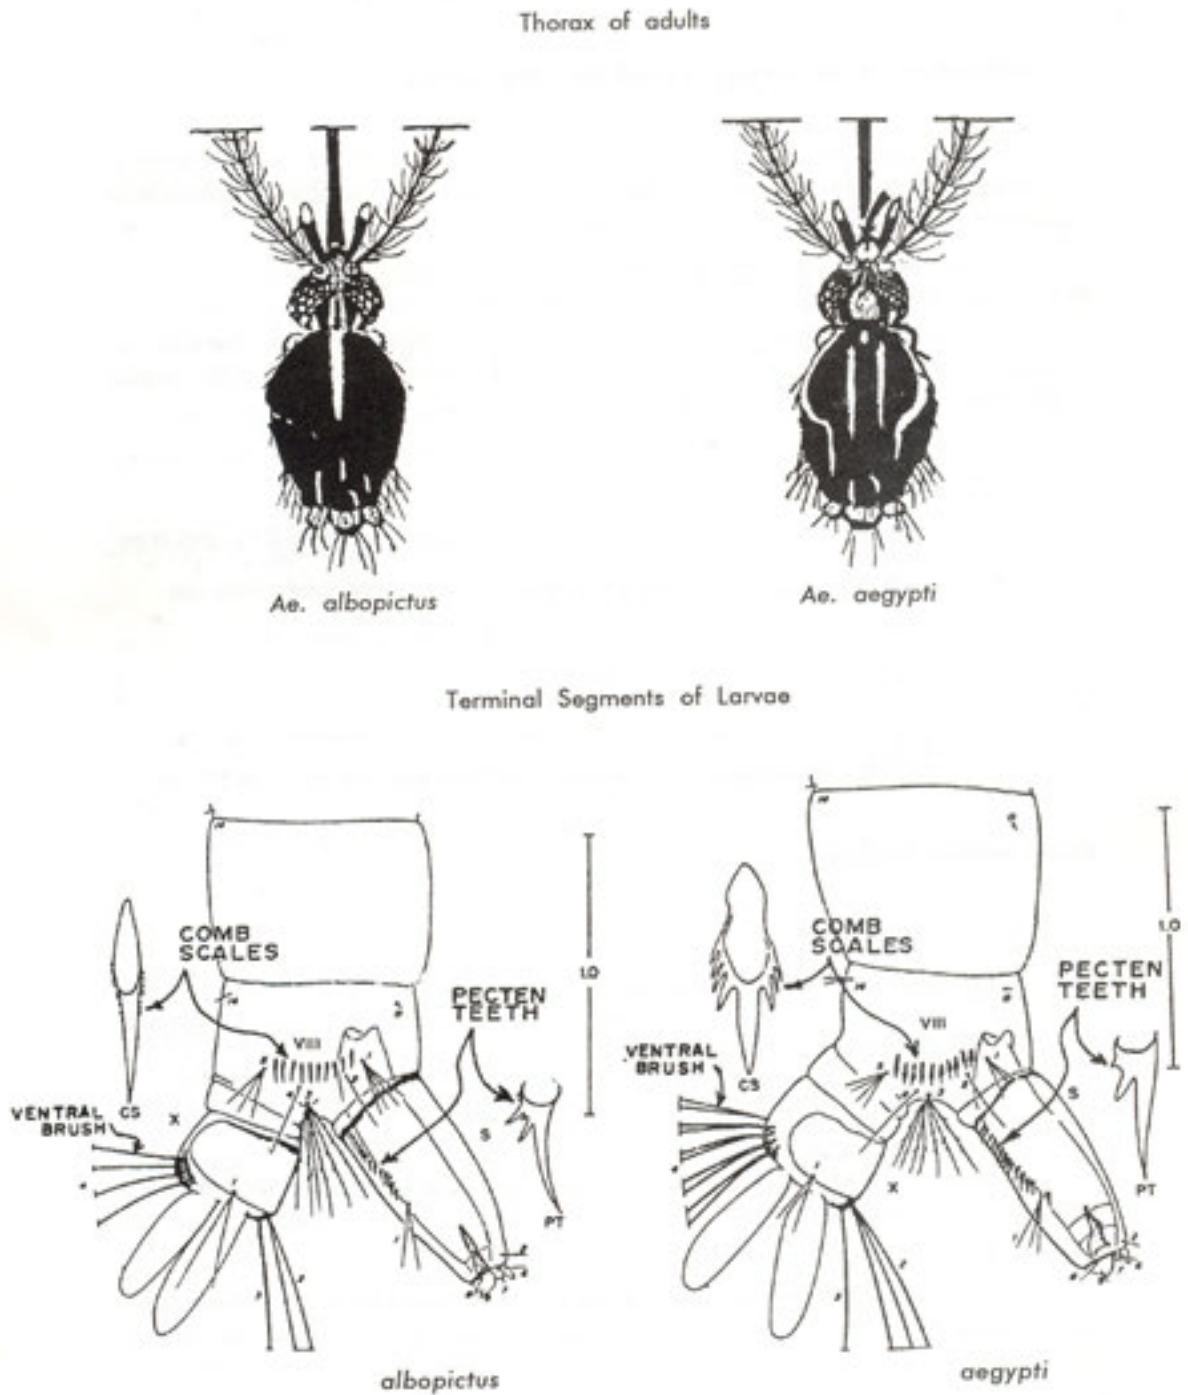 Thorax of adults
Ae. albopictus
Ae. aegypti
Terminal Segments of Larvae
COMB
SCALES
PECTEN
TEETH
VIII
1.0
CS
VENTRAL
BRUSH
X
S
PT
albopictus
COMB
SCALES
PECTEN
TEETH
VIII
1.0
VENTRAL
BRUSH
CS
S
X
PT
aegypti